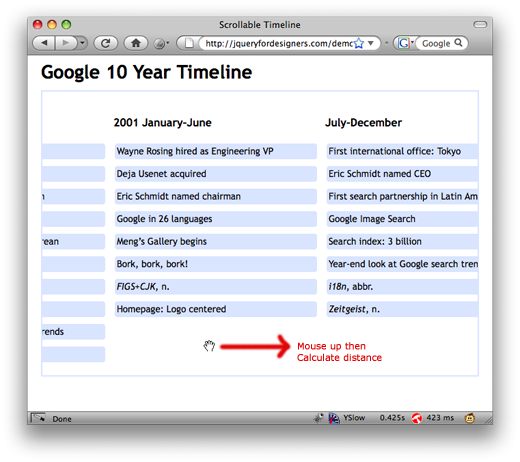 Scrollable Timeline
http://jqueryfordesigners.com/demo
Google
Google 10 Year Timeline
2001 January-June
July-December
Wayne Rosing hired as Engineering VP
First international office: Tokyo
Deja Usenet acquired
Eric Schmidt named CEO
Eric Schmidt named chairman
First search partnership in Latin Am
Google in 26 languages
Google Image Search
rean
Meng's Gallery begins
Search index: 3 billion
Bork, bork, bork!
Year-end look at Google search tren
FIGS+CJK, n.
i18n, abbr.
Homepage: Logo centered
Zeitgeist, n.
rends
Mouse up then
Calculate distance
Done
YSlow
0.425s
423 ms